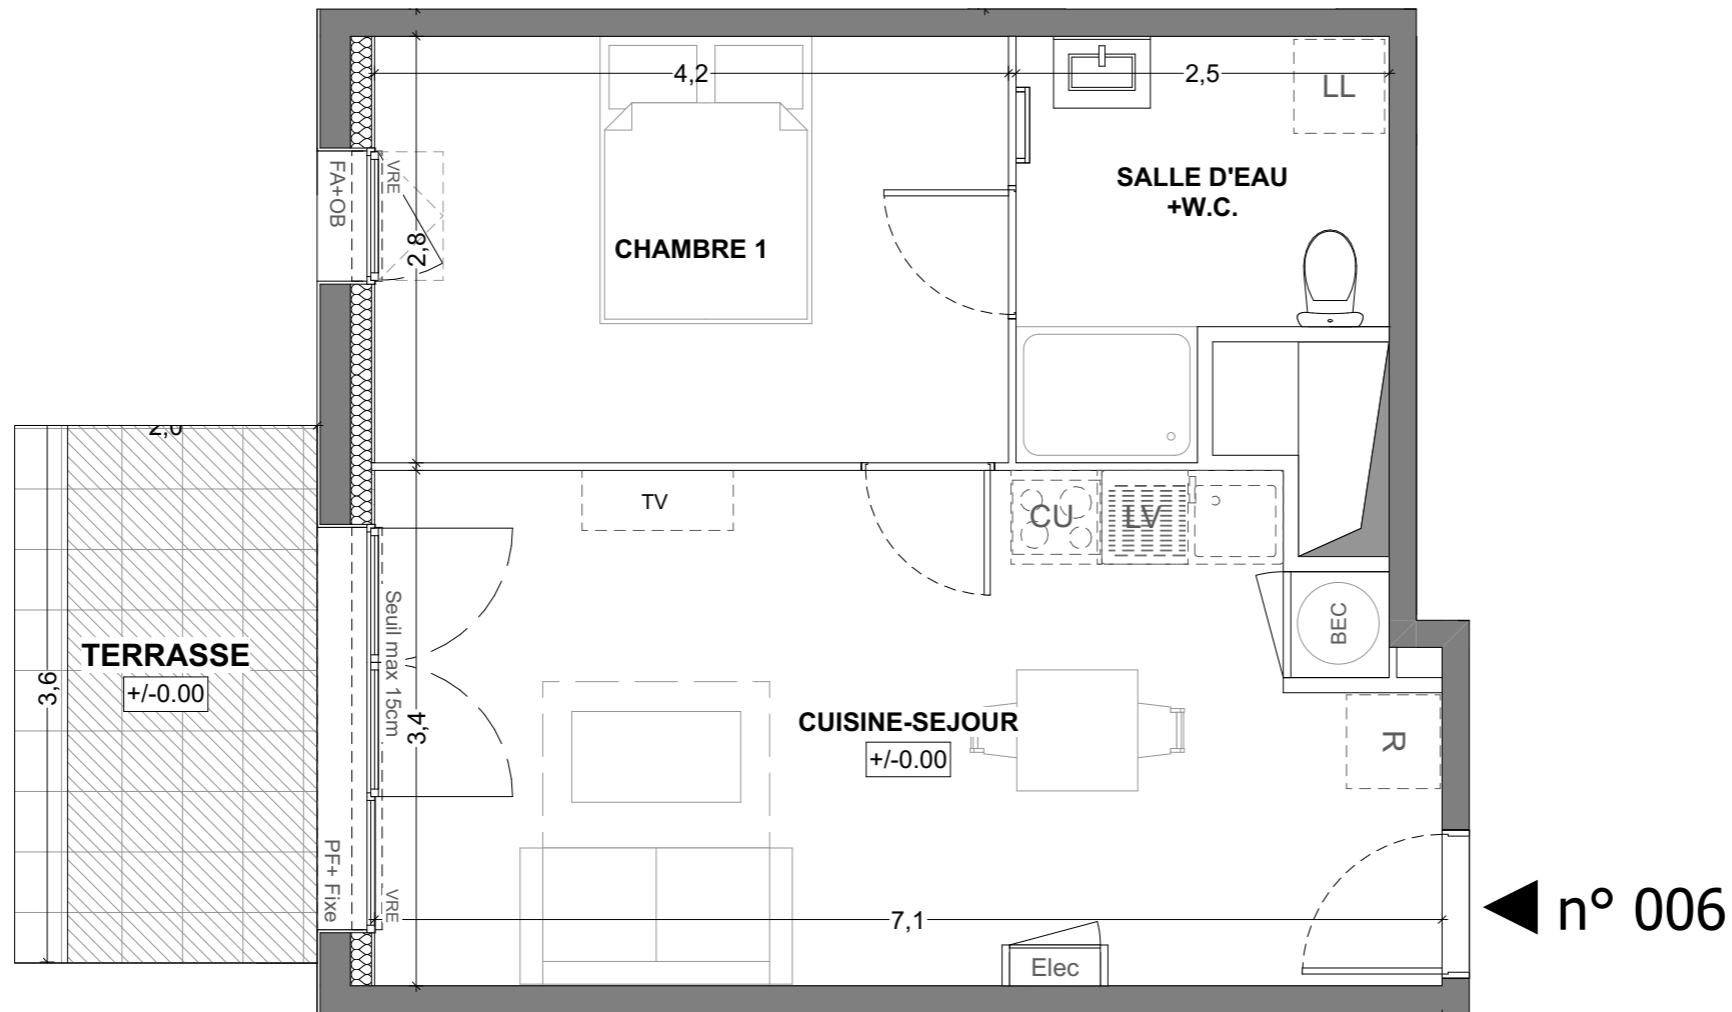 4,2
2,5
LL
FA+OB
VRE
SALLE D'EAU
+W.C.
2,8
CHAMBRE 1
2,0
TV
CU
LV
Seuil max 15cm
BEC
TERRASSE
+/-0.00
3,6
3,4
CUISINE-SEJOUR
+/-0.00
R
PF+ Fixe
VRE
7,1
n° 006
Elec